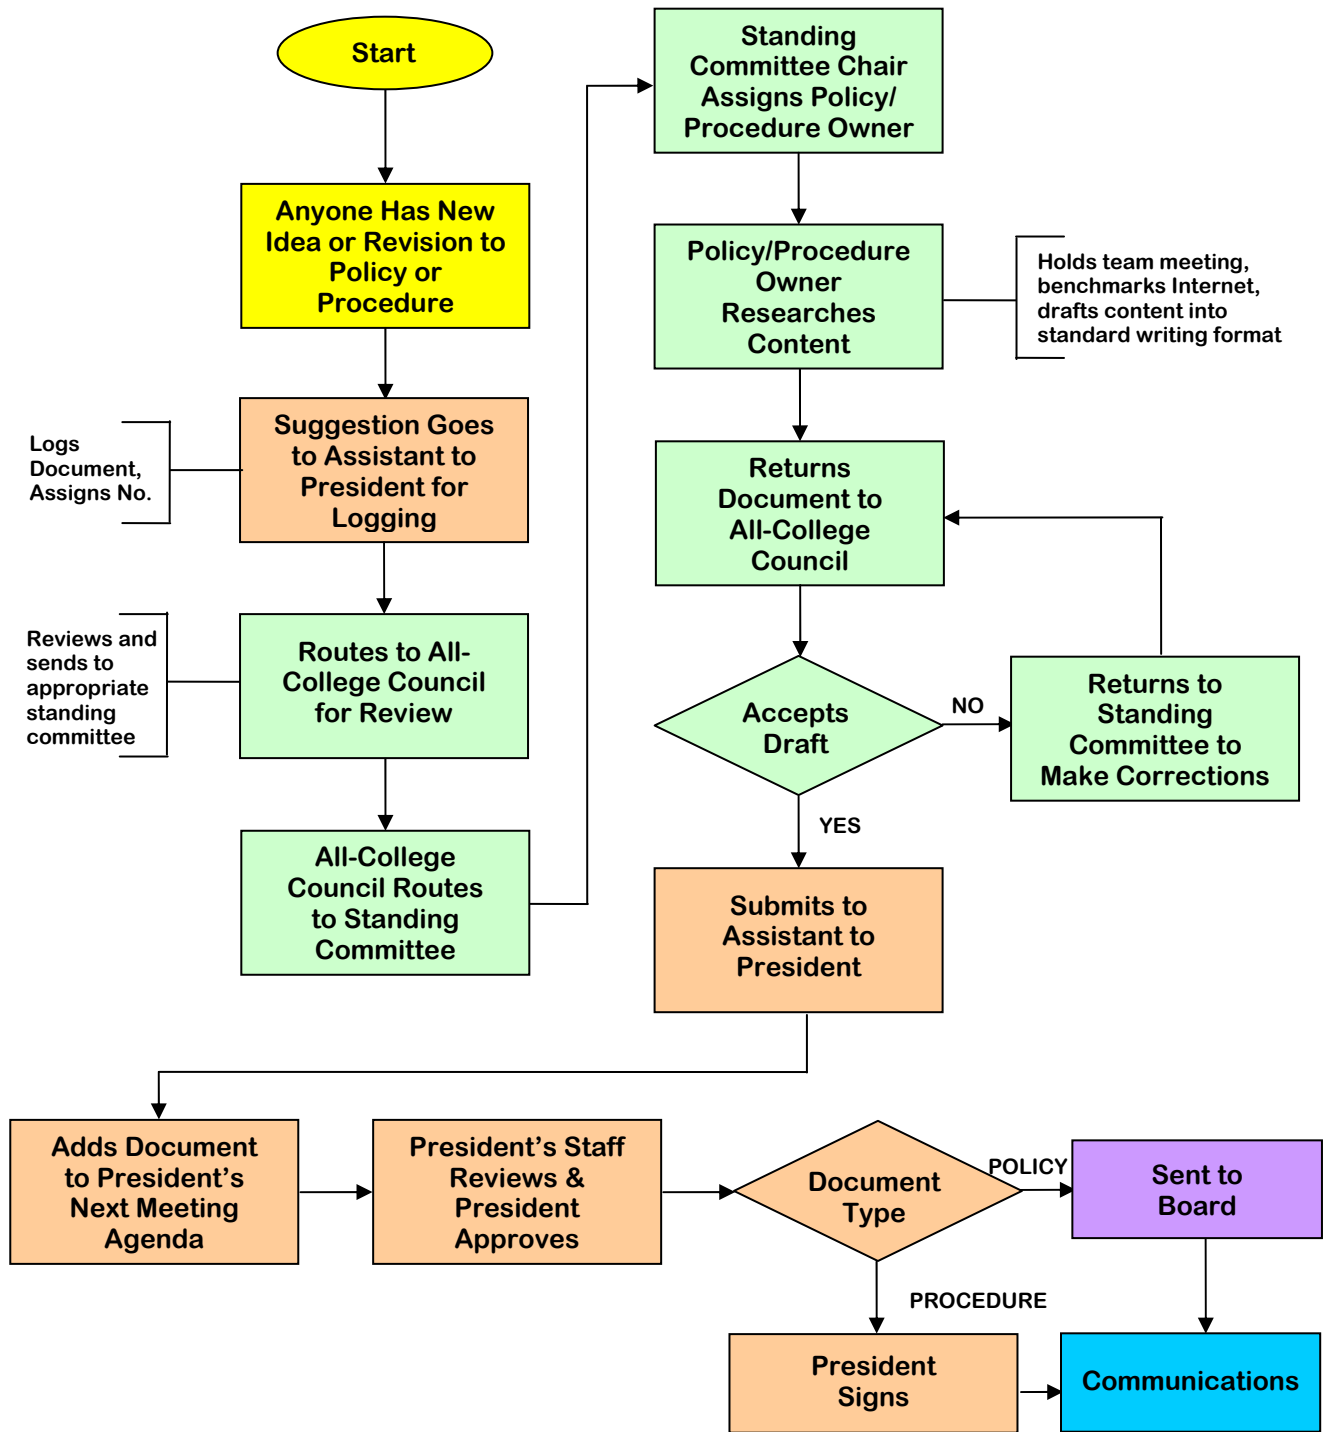 Start
Anyone Has New
Idea or Revision to
Policy or
Procedure
Logs
Document,
Assigns No.
Suggestion Goes
to Assistant to
President for
Logging
Reviews and
sends to
appropriate
standing
committee
Routes to All-
College Council
for Review
All-College
Council Routes
to Standing
Committee
Standing
Committee Chair
Assigns Policy/
Procedure Owner
Policy/Procedure
Owner
Researches
Content
Holds team meeting,
benchmarks Internet,
drafts content into
standard writing format
Returns
Document to
All-College
Council
Accepts
Draft
NO
Returns to
Standing
Committee to
Make Corrections
YES
Submits to
Assistant to
President
Adds Document
to President’s
Next Meeting
Agenda
President’s Staff
Reviews &
President
Approves
Document
Type
POLICY
Sent to
Board
PROCEDURE
President
Signs
Communications